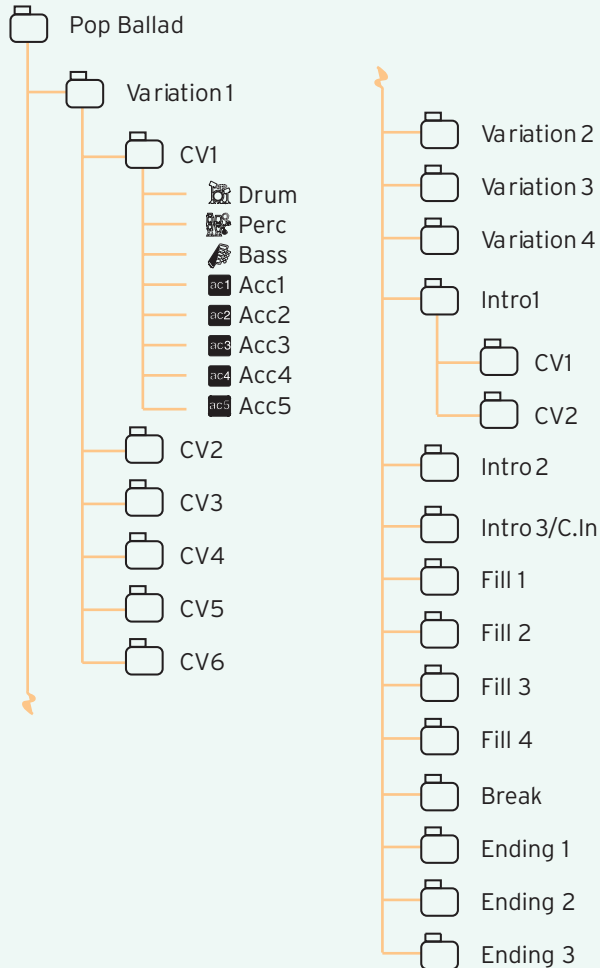 Pop Ballad
Variation 1
CV1
Drum
Perc
Bass
ac1 Acc1
ac2 Acc2
ac3 Acc3
ac4 Acc4
ac5 Acc5
CV2
CV3
CV4
CV5
CV6
Variation 2
Variation 3
Variation 4
Intro1
CV1
CV2
Intro 2
Intro 3/C.In
Fill 1
Fill 2
Fill 3
Fill 4
Break
Ending 1
Ending 2
Ending 3